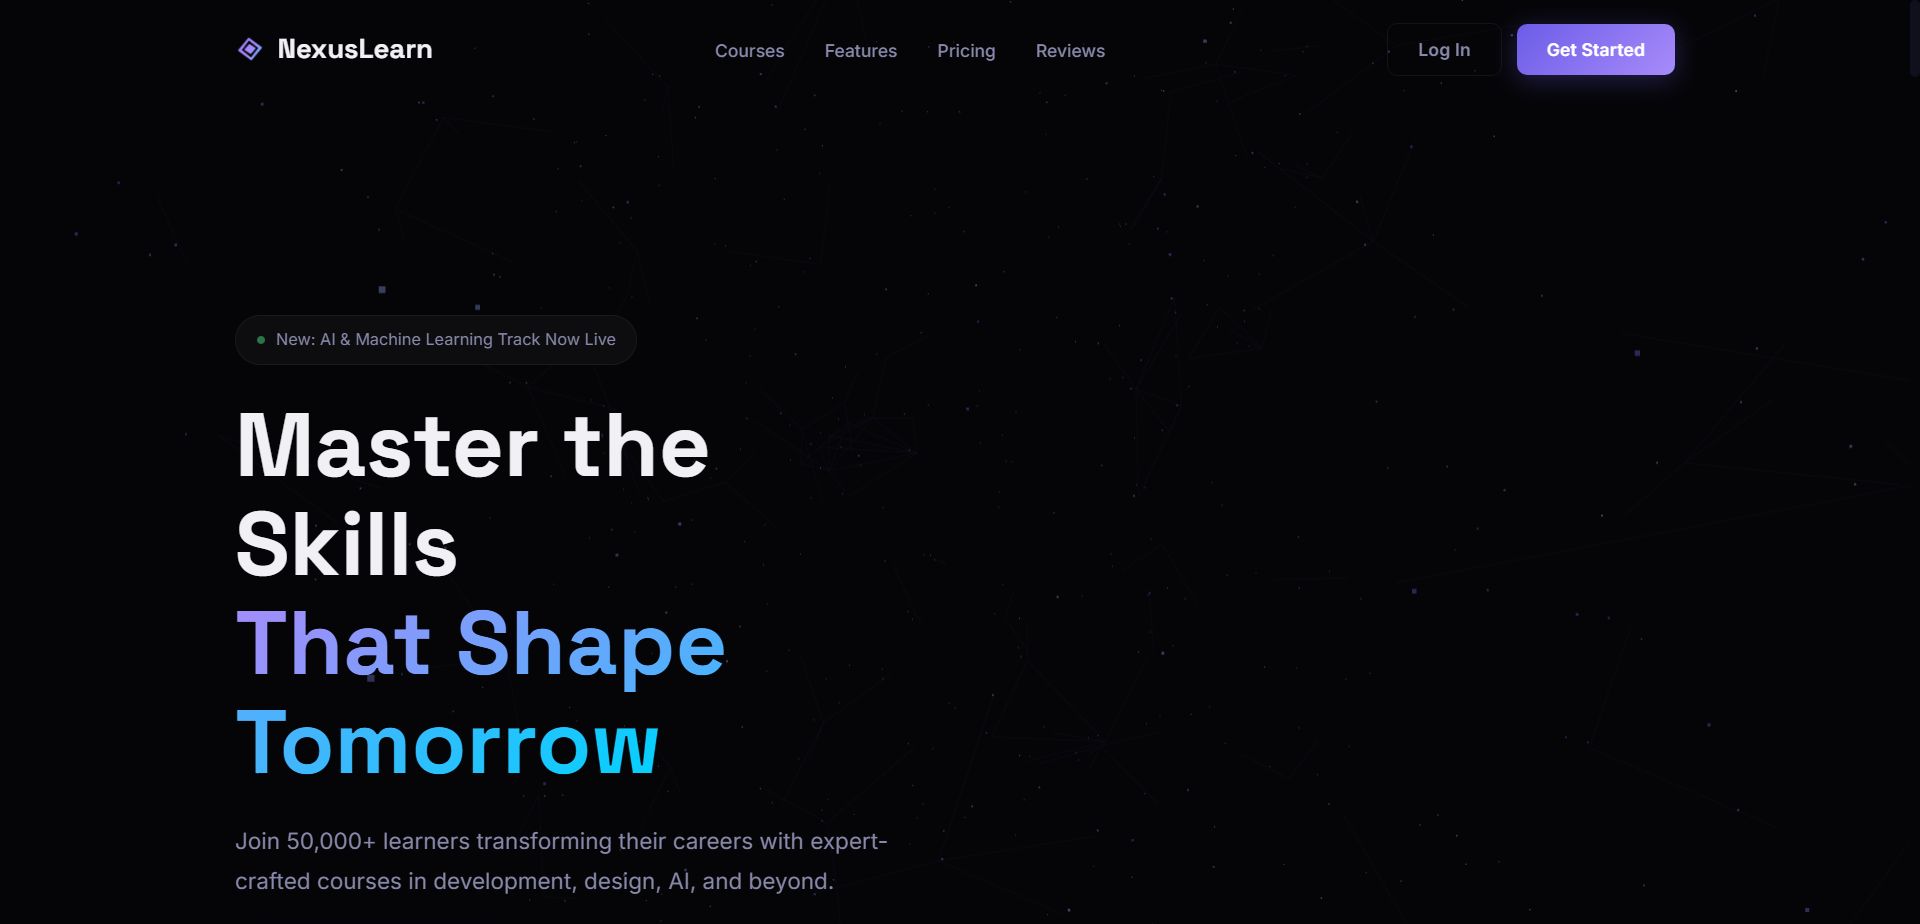 NexusLearn
Courses
Features
Pricing
Reviews
Log In
Get Started
New: AI & Machine Learning Track Now Live
Master the
Skills
That Shape
Tomorrow
Join 50,000+ learners transforming their careers with expert-
crafted courses in development, design, AI, and beyond.